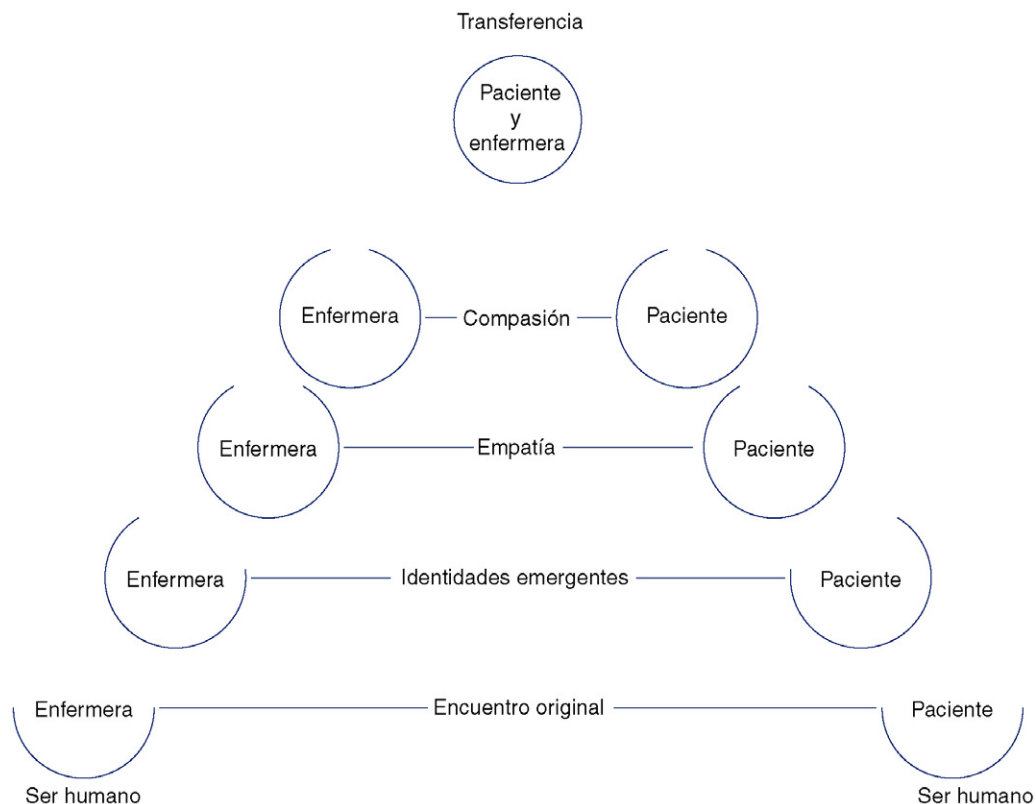 Transferencia
Paciente
y
enfermera
Enfermera
Compasión
Paciente
Enfermera
Empatía
Paciente
Enfermera
Identidades emergentes
Paciente
Enfermera
Encuentro original
Paciente
Ser humano
Ser humano